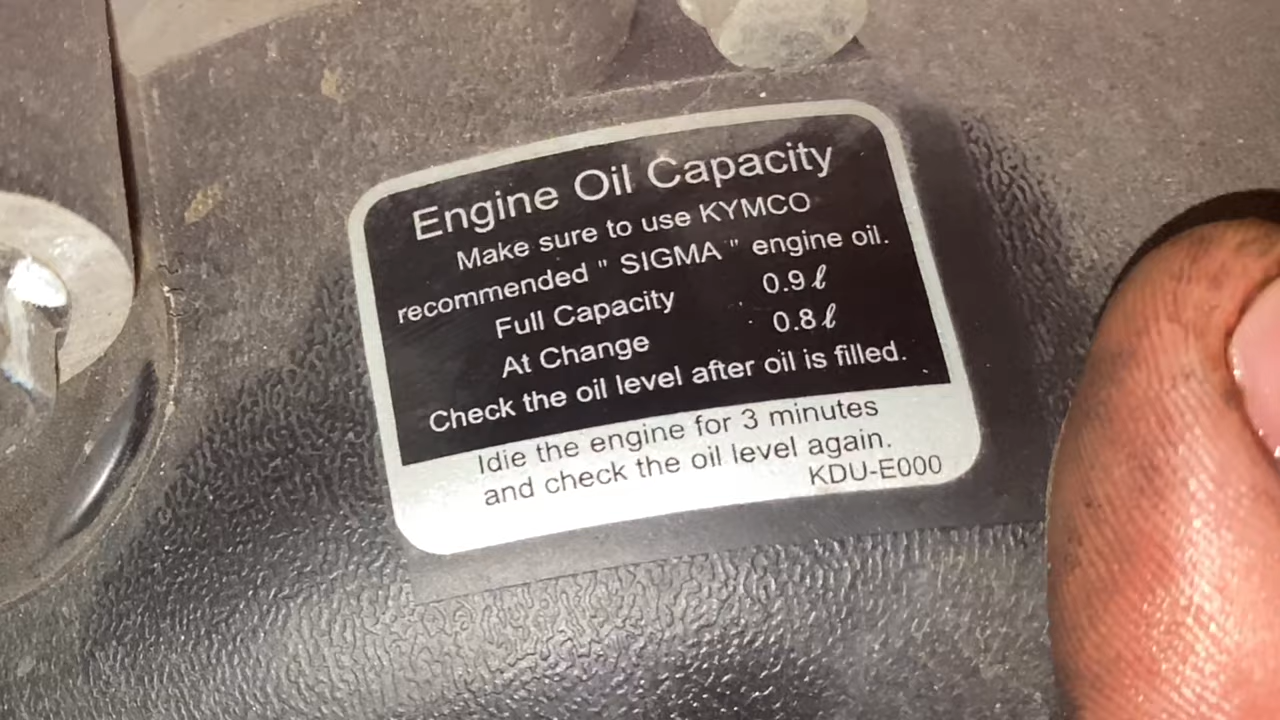 Engine Oil Capacity
Make sure to use KYMCO
recommended " SIGMA " engine oil.
Full Capacity 0.9ℓ
At Change 0.8ℓ
Check the oil level after oil is filled.
Idie the engine for 3 minutes
and check the oil level again.
KDU-E000